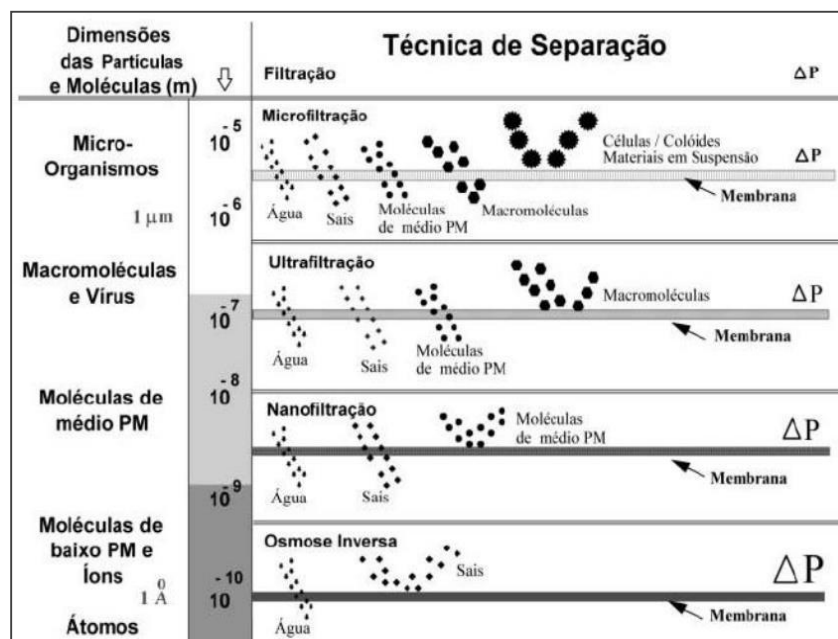 Dimensões
das Partículas
e Moléculas (m)
Técnica de Separação
Filtração
ΔP
Micro-
Organismos
1 μm
10 -5
10 -6
Microfiltração
Células / Colóides
Materiais em Suspensão
ΔP
Membrana
Água
Sais
Moléculas
de médio PM
Macromoléculas
Macromoléculas
e Vírus
10 -7
Ultrafiltração
Macromoléculas
ΔP
Membrana
Água
Sais
Moléculas
de médio PM
10 -8
Moléculas de
médio PM
Nanofiltração
Moléculas
de médio PM
ΔP
Membrana
Água
Sais
10 -9
Moléculas de
baixo PM e
Íons
0
1 A
Átomos
10 -10
Osmose Inversa
Sais
ΔP
Membrana
Água